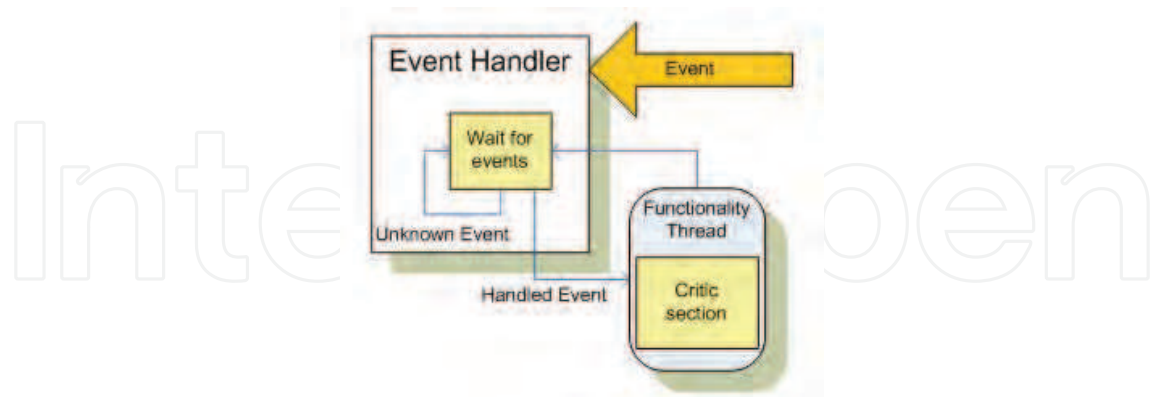 Event Handler
Event
Wait for
events
Unknown Event
Functionality
Thread
Handled Event
Critic
section